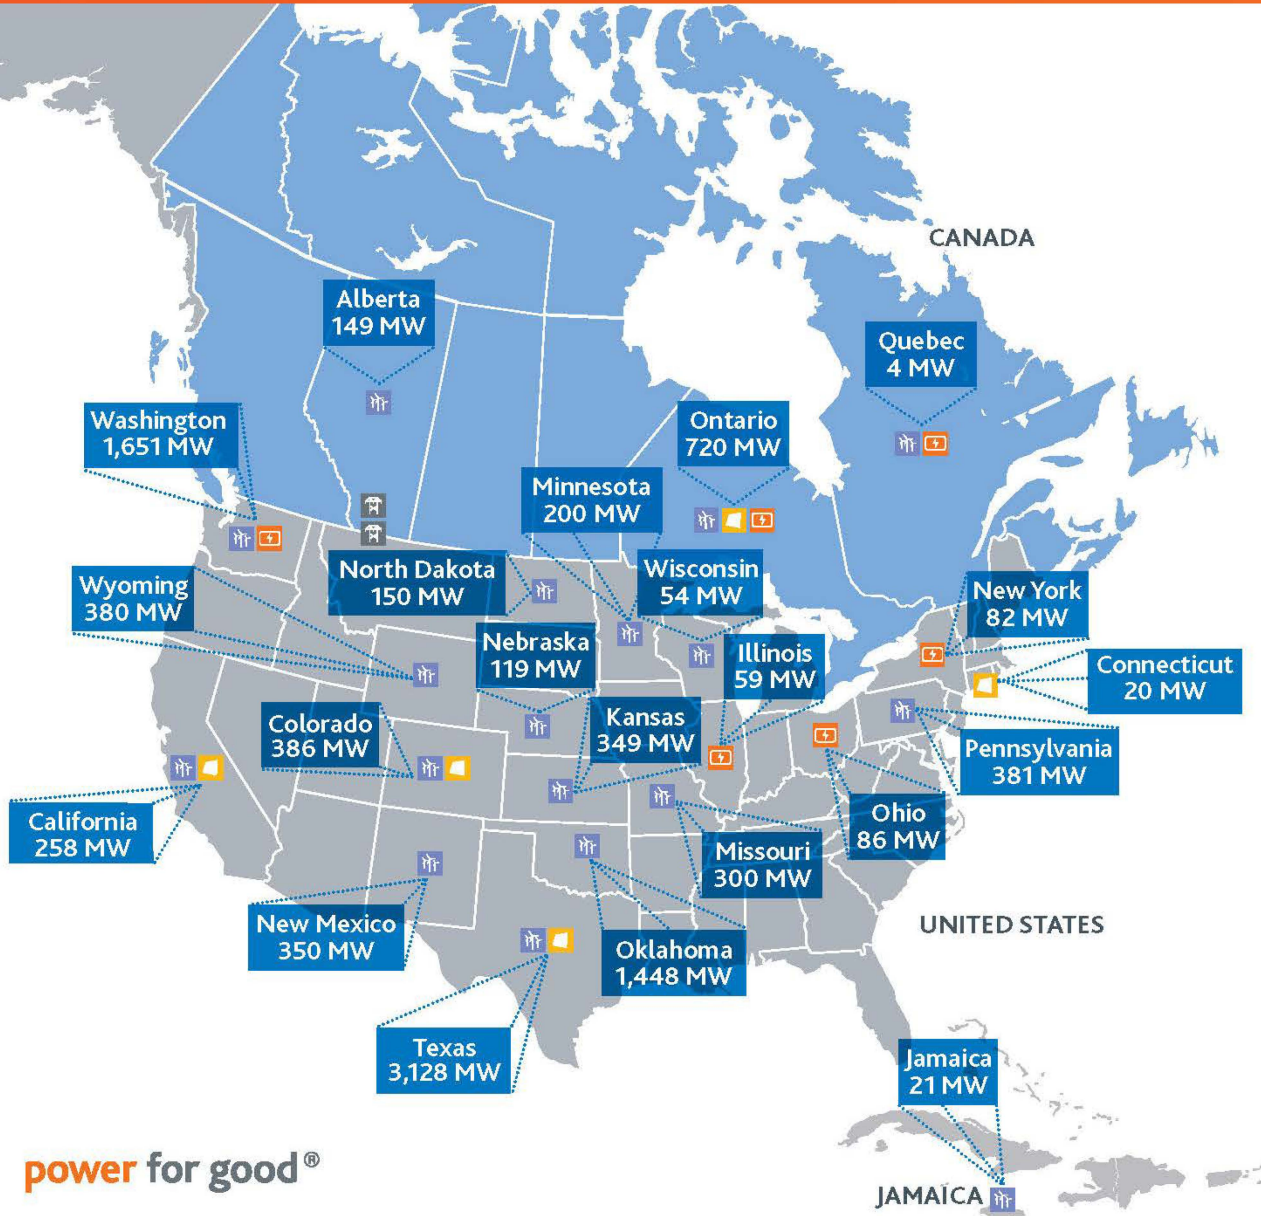 CANADA
Alberta
149 MW
Quebec
4 MW
Washington
1,651 MW
Ontario
720 MW
Minnesota
200 MW
North Dakota
150 MW
Wisconsin
54 MW
Wyoming
380 MW
New York
82 MW
Nebraska
119 MW
Illinois
59 MW
Connecticut
20 MW
Colorado
386 MW
Kansas
349 MW
Pennsylvania
381 MW
California
258 MW
Ohio
86 MW
Missouri
300 MW
New Mexico
350 MW
UNITED STATES
Oklahoma
1,448 MW
Texas
3,128 MW
Jamaica
21 MW
power for good®
JAMAICA